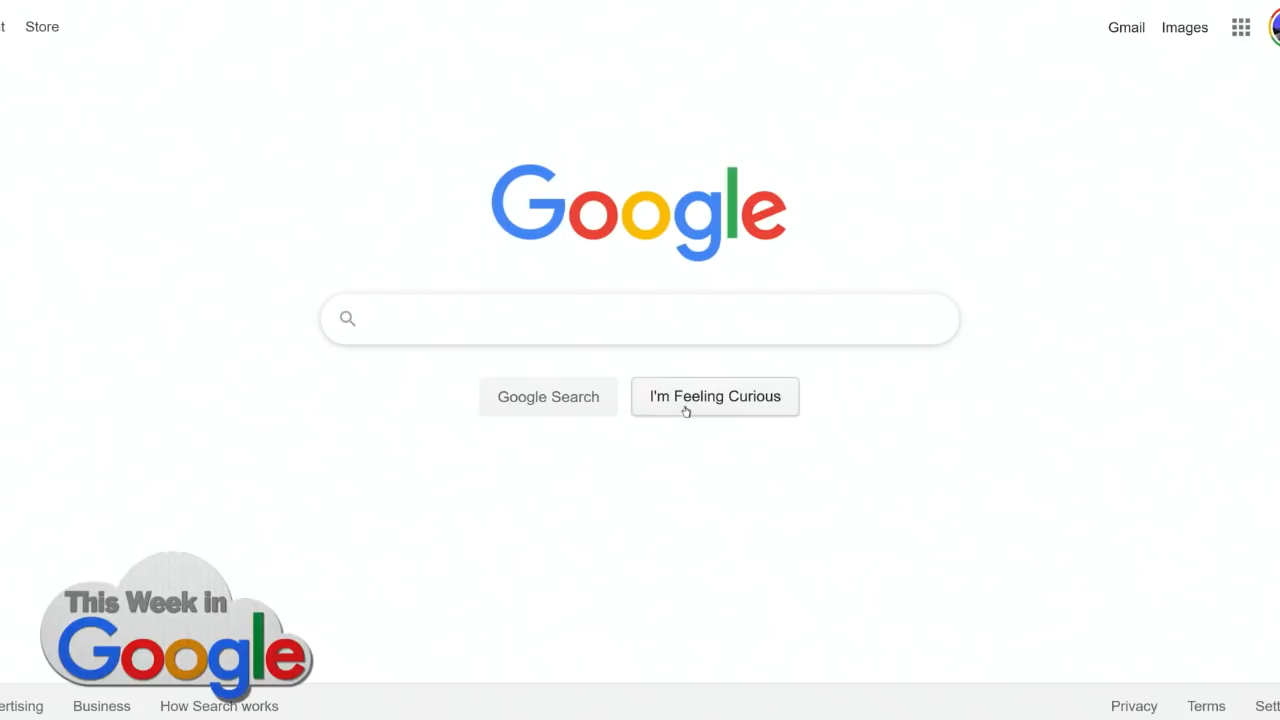 t Store
Gmail Images
Google
Google Search I'm Feeling Curious
This Week in
Google
ertising Business How Search works
Privacy Terms Sett